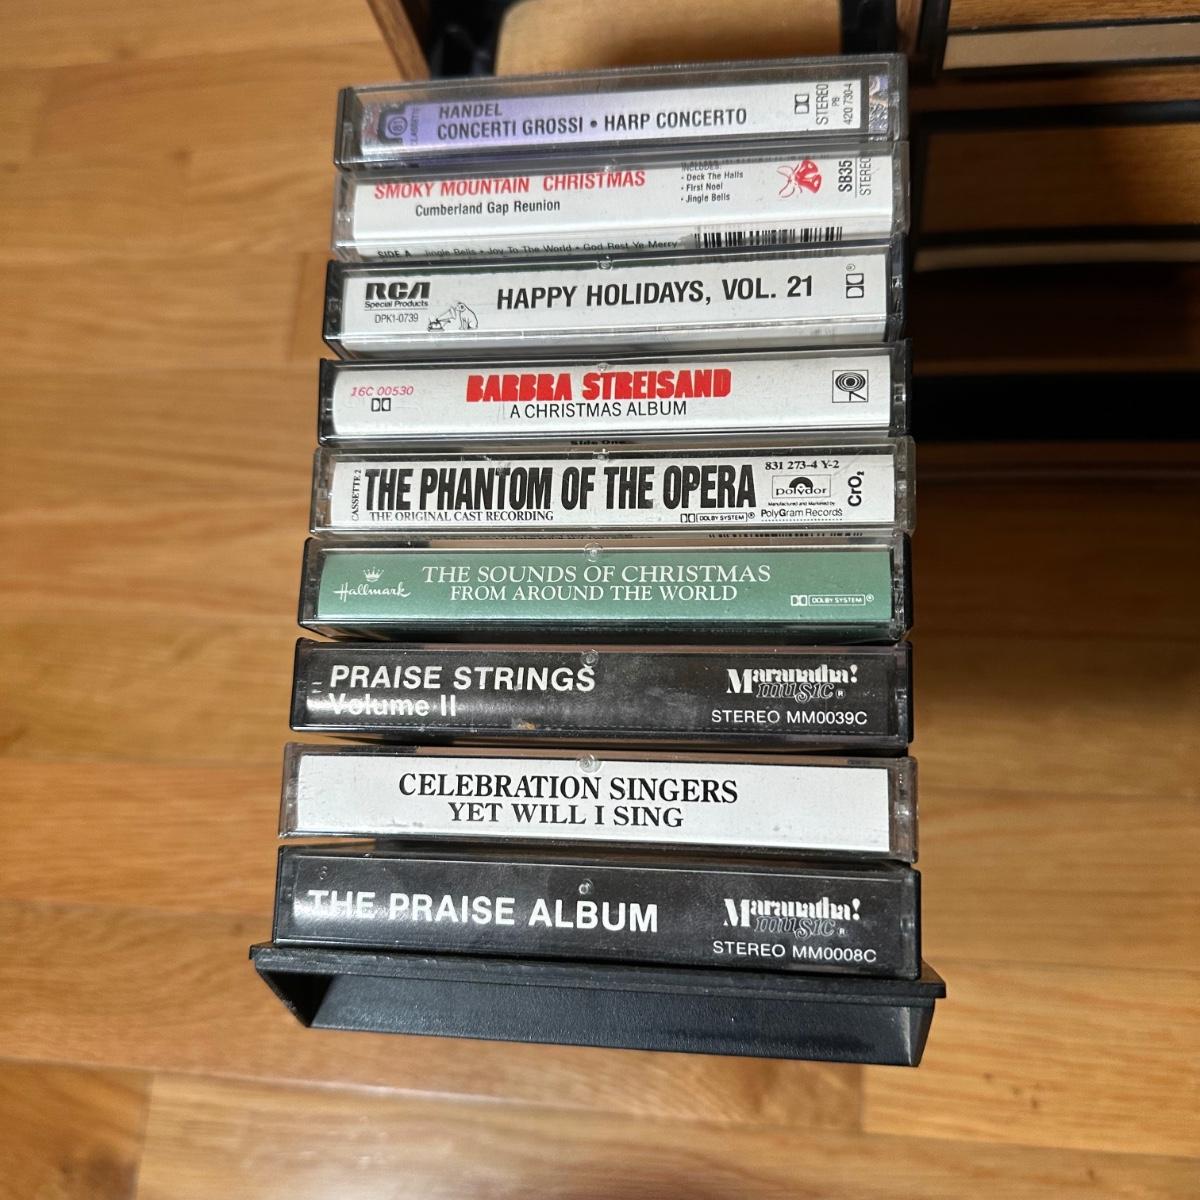 HANDEL
CONCERTI GROSSI • HARP CONCERTO
STEREO
PB
420 730-4
SMOKY MOUNTAIN CHRISTMAS
Cumberland Gap Reunion
INCLUDES:
• Deck The Halls
• First Noel
• Jingle Bells
SB35
STEREO
SIDE A Jingle Bells • Joy To The World • God Rest Ye Merry
RCA
Special Products
DPK1-0739
HAPPY HOLIDAYS, VOL. 21
16C 00530
BARBRA STREISAND
A CHRISTMAS ALBUM
Side One
CASSETTE 2
THE PHANTOM OF THE OPERA
THE ORIGINAL CAST RECORDING
DOLBY SYSTEM®
831 273-4 Y-2
polydor
Manufactured and Marketed by
PolyGram Records
CrO2
Hallmark
THE SOUNDS OF CHRISTMAS
FROM AROUND THE WORLD
DOLBY SYSTEM®
PRAISE STRINGS
Volume II
Maranatha!
music®
STEREO MM0039C
CELEBRATION SINGERS
YET WILL I SING
THE PRAISE ALBUM
Maranatha!
music®
STEREO MM0008C